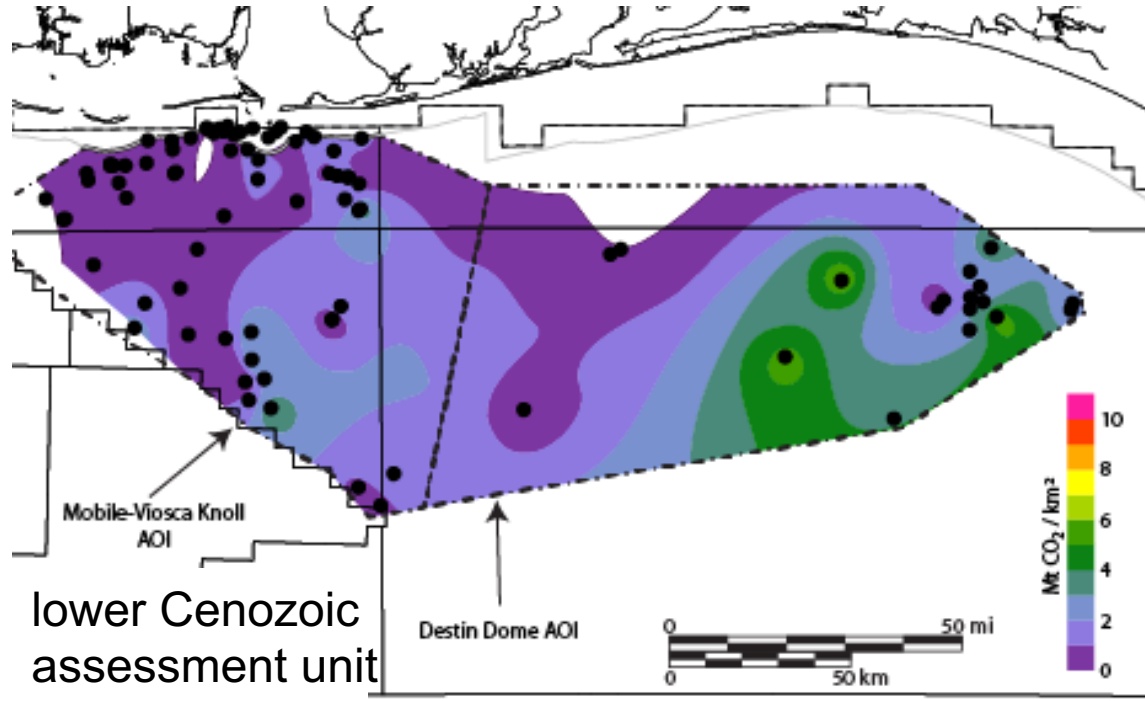 Mobile-Viosca Knoll
AOI
lower Cenozoic
assessment unit
Destin Dome AOI
0
50 mi
0
50 km
Mt CO₂ / km²
10
8
6
4
2
0